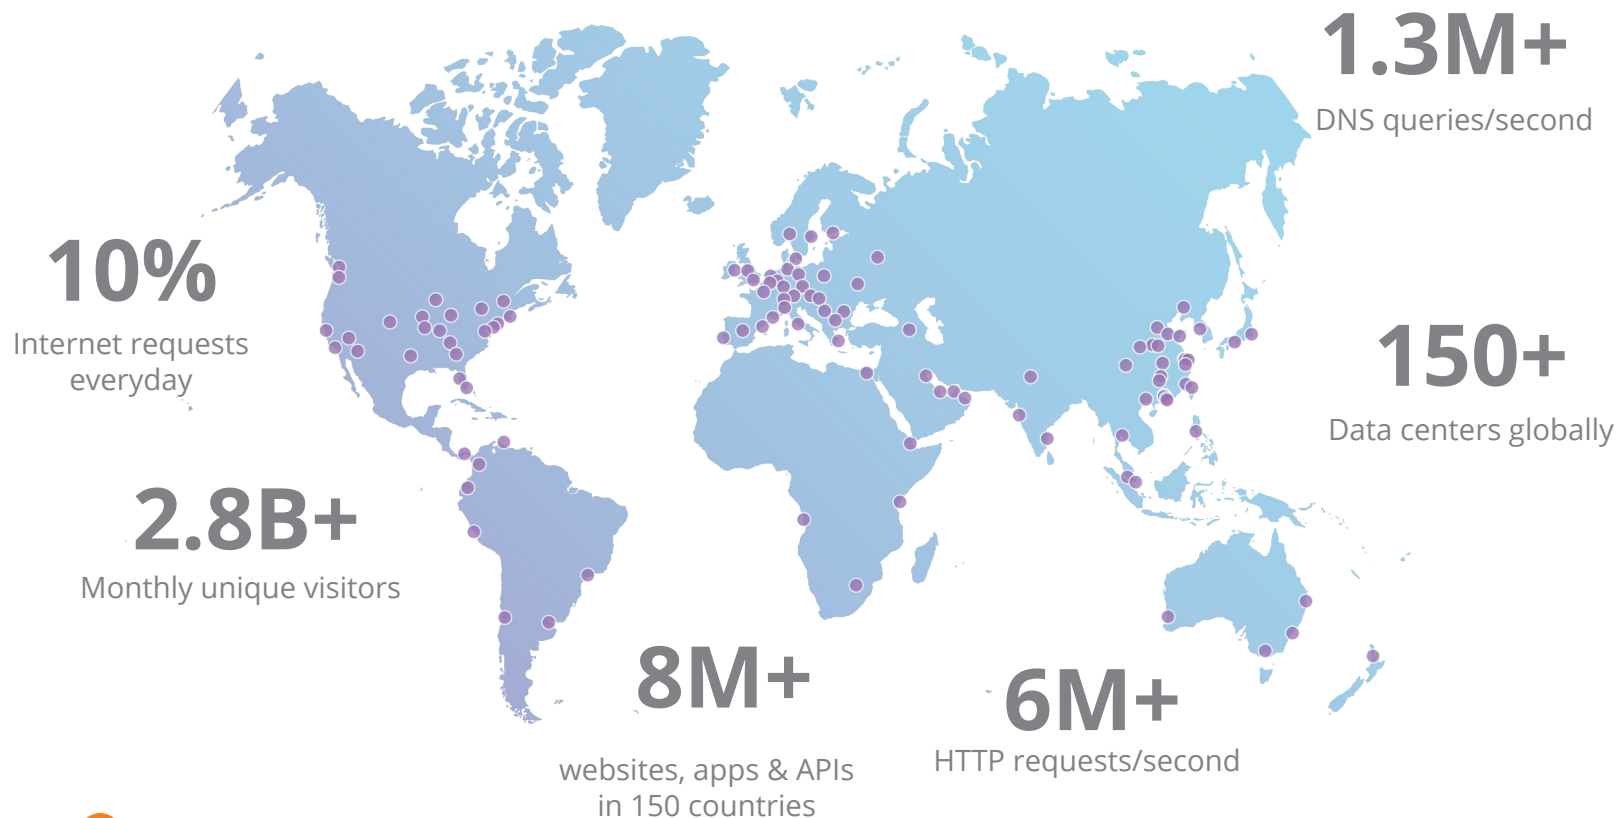 1.3M+
DNS queries/second
10%
Internet requests
everyday
150+
Data centers globally
2.8B+
Monthly unique visitors
8M+
websites, apps & APIs
in 150 countries
6M+
HTTP requests/second